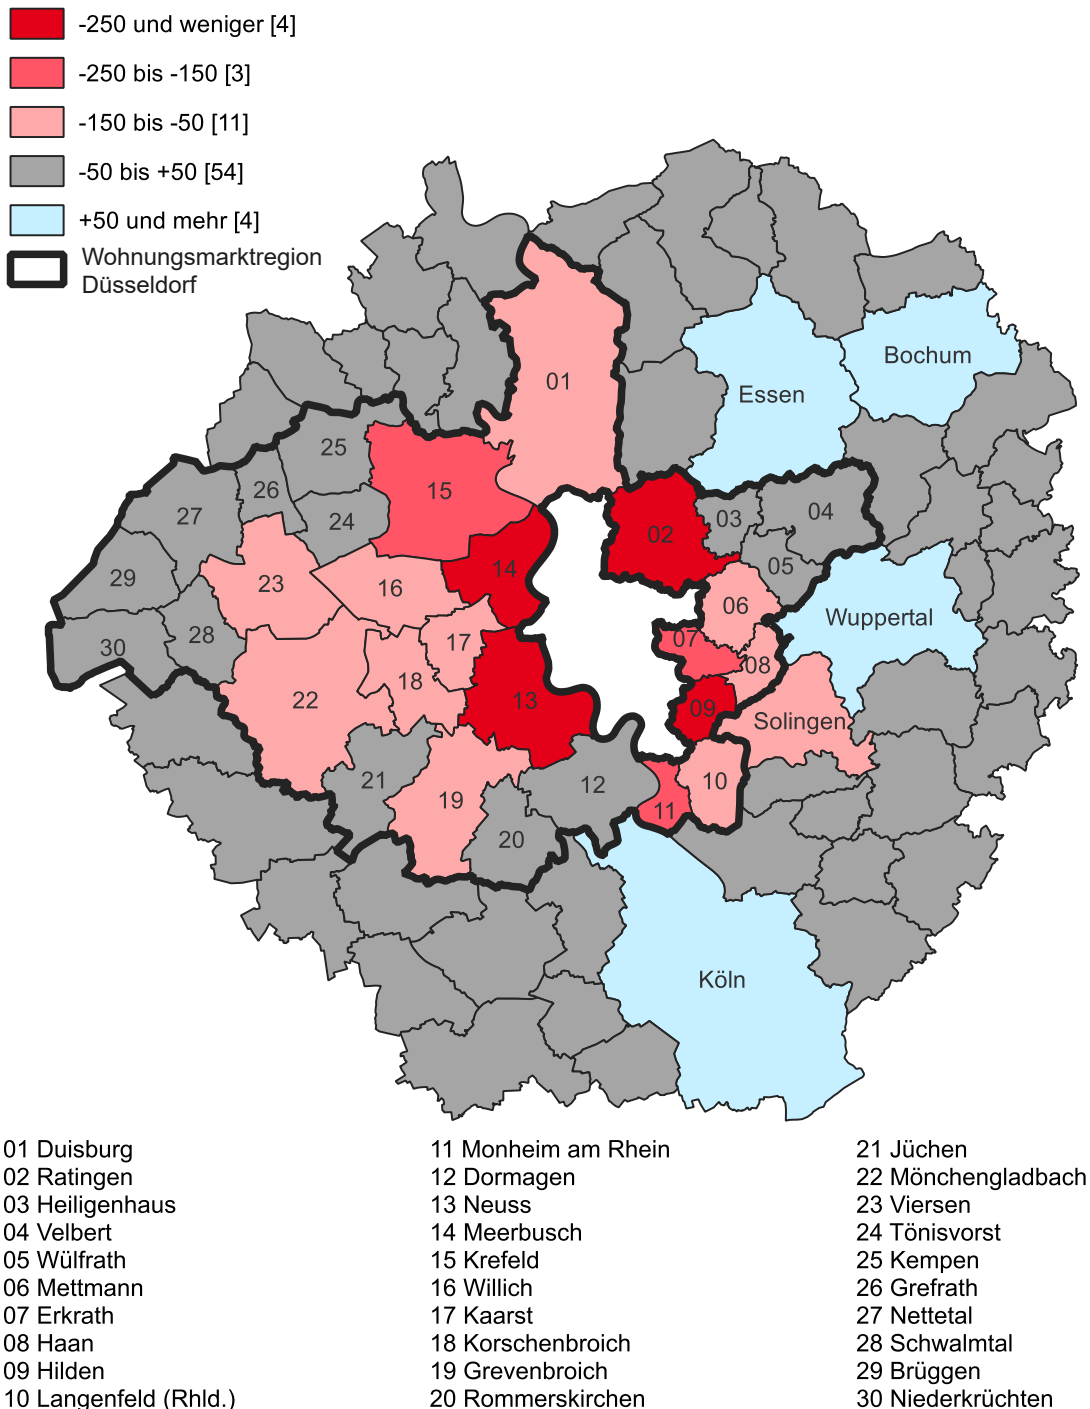 -250 und weniger [4]
-250 bis -150 [3]
-150 bis -50 [11]
-50 bis +50 [54]
+50 und mehr [4]
Wohnungsmarktregion
Düsseldorf
Bochum
01
Essen
25
15
26
24
27
02
03
04
14
05
29
23
16
06
Wuppertal
28
17
07
30
08
18
22
13
09
Solingen
21
12
10
19
11
20
Köln
01 Duisburg
02 Ratingen
03 Heiligenhaus
04 Velbert
05 Wülfrath
06 Mettmann
07 Erkrath
08 Haan
09 Hilden
10 Langenfeld (Rhld.)
11 Monheim am Rhein
12 Dormagen
13 Neuss
14 Meerbusch
15 Krefeld
16 Willich
17 Kaarst
18 Korschenbroich
19 Grevenbroich
20 Rommerskirchen
21 Jüchen
22 Mönchengladbach
23 Viersen
24 Tönisvorst
25 Kempen
26 Grefrath
27 Nettetal
28 Schwalmtal
29 Brüggen
30 Niederkrüchten